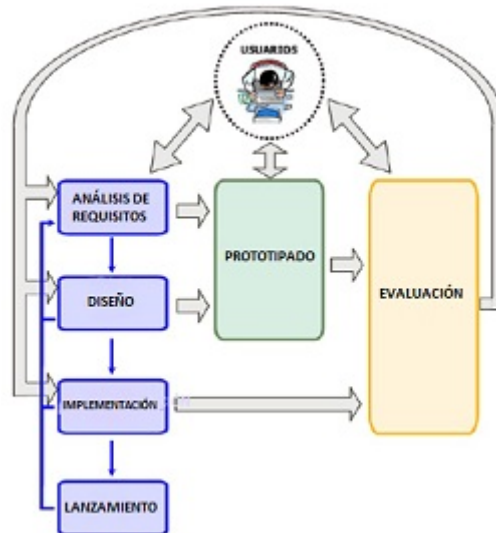 USUARIOS
ANÁLISIS DE
REQUISITOS
PROTOTIPADO
EVALUACIÓN
DISEÑO
IMPLEMENTACIÓN
LANZAMIENTO